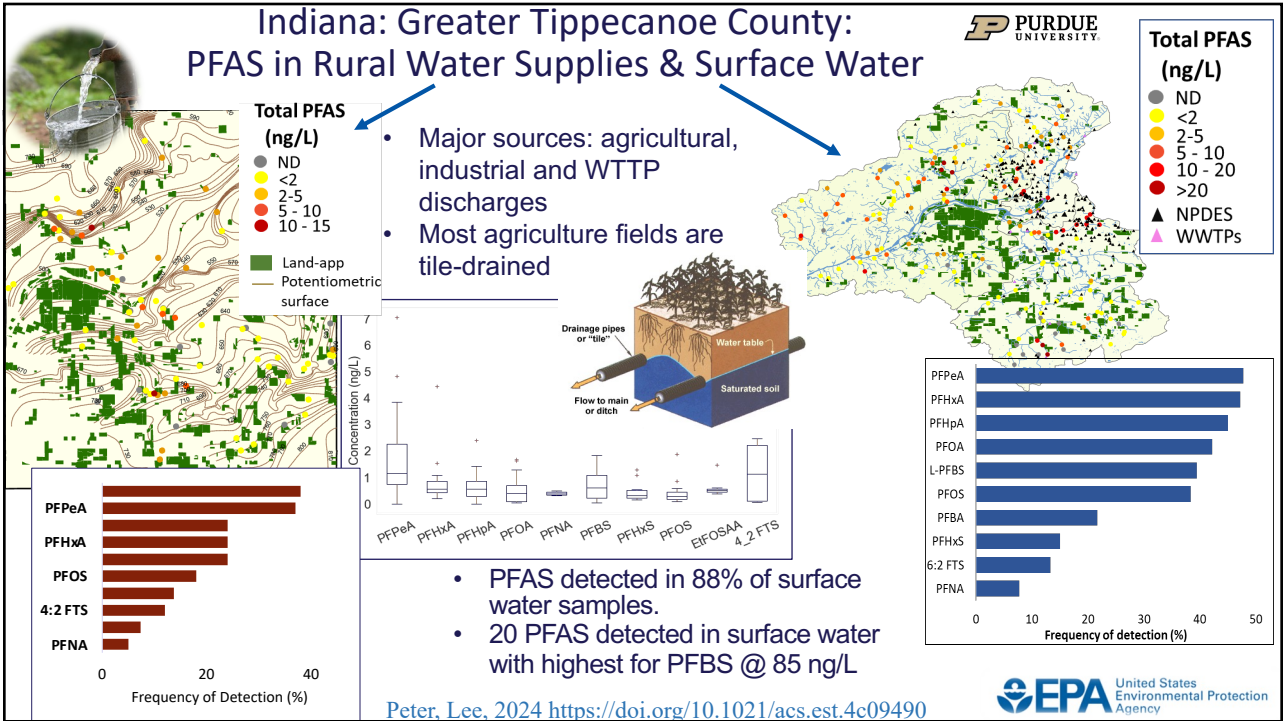 Indiana: Greater Tippecanoe County:
PFAS in Rural Water Supplies & Surface Water
PURDUE
UNIVERSITY®
Total PFAS
(ng/L)
ND
<2
2-5
5 - 10
10 - 15
Land-app
Potentiometric
surface
• Major sources: agricultural,
industrial and WTTP
discharges
• Most agriculture fields are
tile-drained
Total PFAS
(ng/L)
ND
<2
2-5
5 - 10
10 - 20
>20
NPDES
WWTPs
Drainage pipes
or "tile"
Water table
Saturated soil
Flow to main
or ditch
Concentration (ng/L)
7
6
5
4
3
2
1
0
PFPeA
PFHxA
PFHpA
PFOA
PFNA
PFBS
PFHxS
PFOS
EtFOSAA
4_2 FTS
PFPeA
PFHxA
PFOS
4:2 FTS
PFNA
0 20 40
Frequency of Detection (%)
PFPeA
PFHxA
PFHpA
PFOA
L-PFBS
PFOS
PFBA
PFHxS
6:2 FTS
PFNA
0 10 20 30 40 50
Frequency of detection (%)
• PFAS detected in 88% of surface
water samples.
• 20 PFAS detected in surface water
with highest for PFBS @ 85 ng/L
Peter, Lee, 2024 https://doi.org/10.1021/acs.est.4c09490
EPA
United States
Environmental Protection
Agency